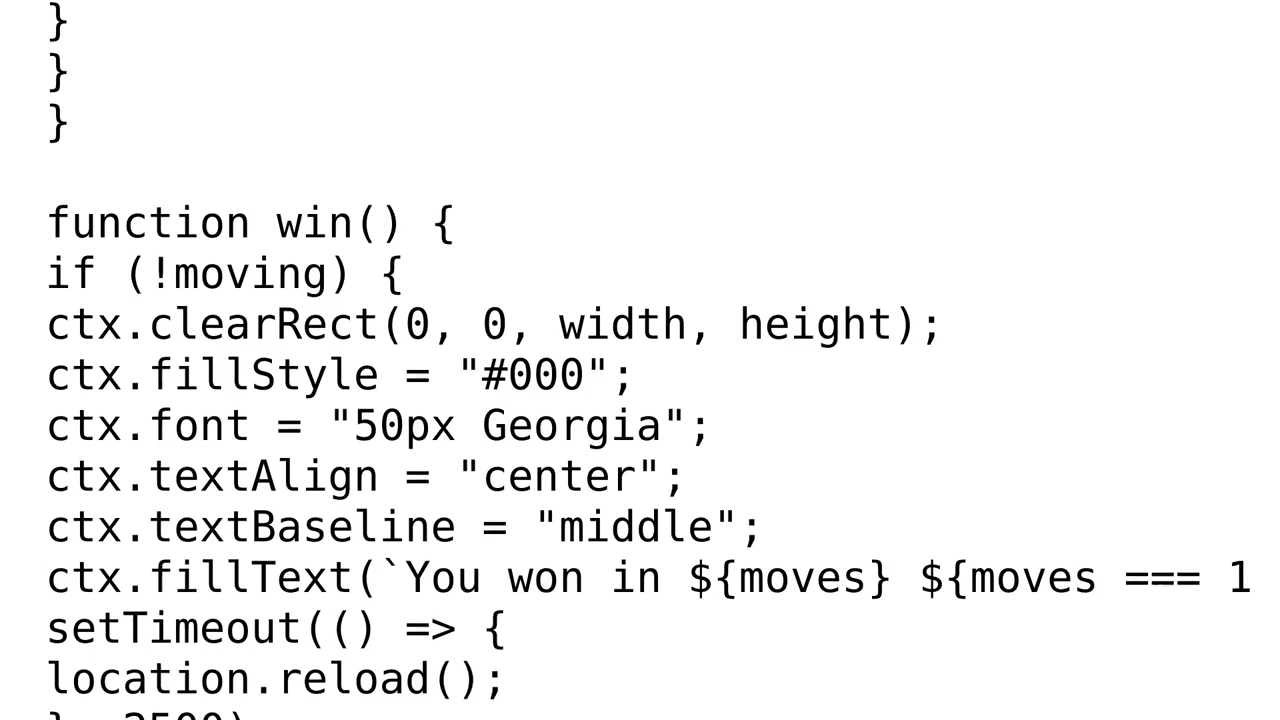 }
}
}
function win() {
if (!moving) {
ctx.clearRect(0, 0, width, height);
ctx.fillStyle = "#000";
ctx.font = "50px Georgia";
ctx.textAlign = "center";
ctx.textBaseline = "middle";
ctx.fillText(`You won in ${moves} ${moves === 1
setTimeout(() => {
location.reload();
}, 2500)